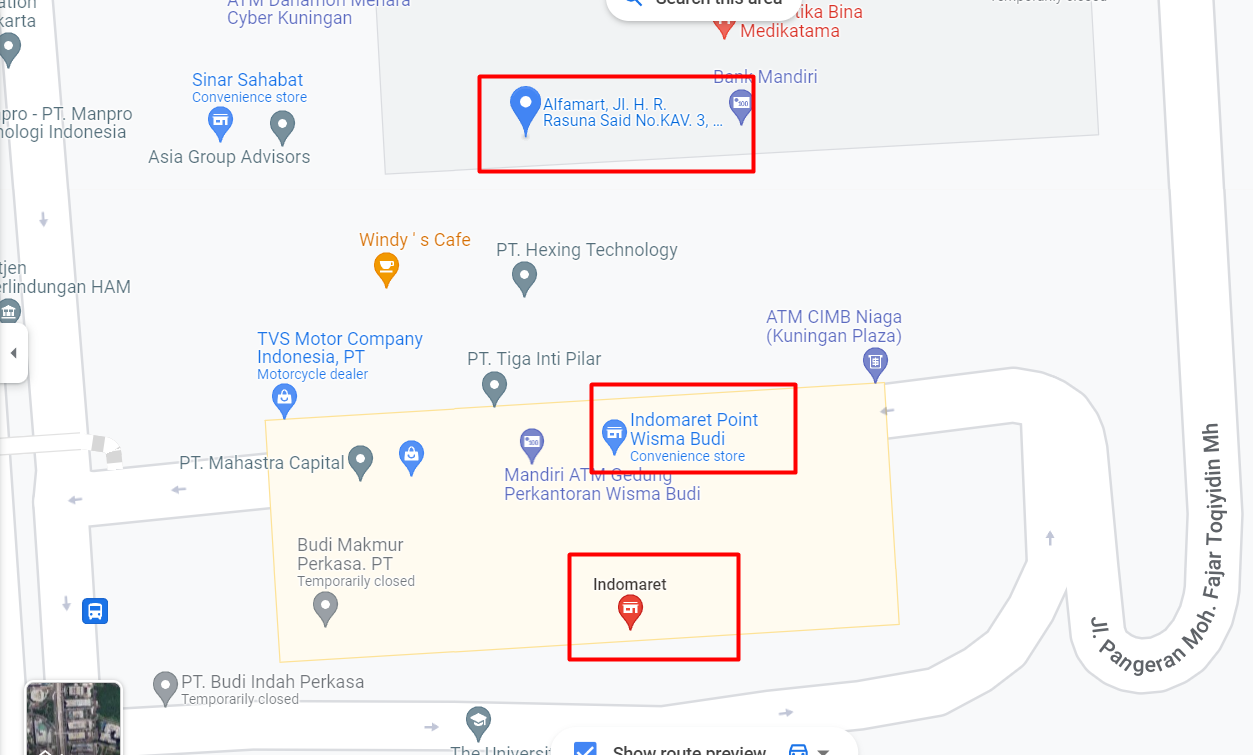 ation
karta
ATM Danamon Menara
Cyber Kuningan
Search this area
tika Bina
Medikatama
Temporarily closed
Sinar Sahabat
Convenience store
pro - PT. Manpro
nologi Indonesia
Asia Group Advisors
Bank Mandiri
Alfamart, Jl. H. R.
Rasuna Said No.KAV. 3, ...
Windy ' s Cafe
PT. Hexing Technology
tjen
erlindungan HAM
TVS Motor Company
Indonesia, PT
Motorcycle dealer
PT. Tiga Inti Pilar
ATM CIMB Niaga
(Kuningan Plaza)
Indomaret Point
Wisma Budi
Convenience store
PT. Mahastra Capital
Mandiri ATM Gedung
Perkantoran Wisma Budi
Budi Makmur
Perkasa. PT
Temporarily closed
Indomaret
Jl. Pangeran Moh. Fajar Toqiyidin Mh
PT. Budi Indah Perkasa
Temporarily closed
The Universit
Show route preview